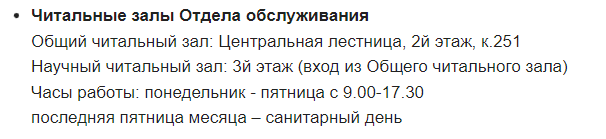 Читальные залы Отдела обслуживания
Общий читальный зал: Центральная лестница, 2й этаж, к.251
Научный читальный зал: 3й этаж (вход из Общего читального зала)
Часы работы: понедельник - пятница с 9.00-17.30
последняя пятница месяца – санитарный день